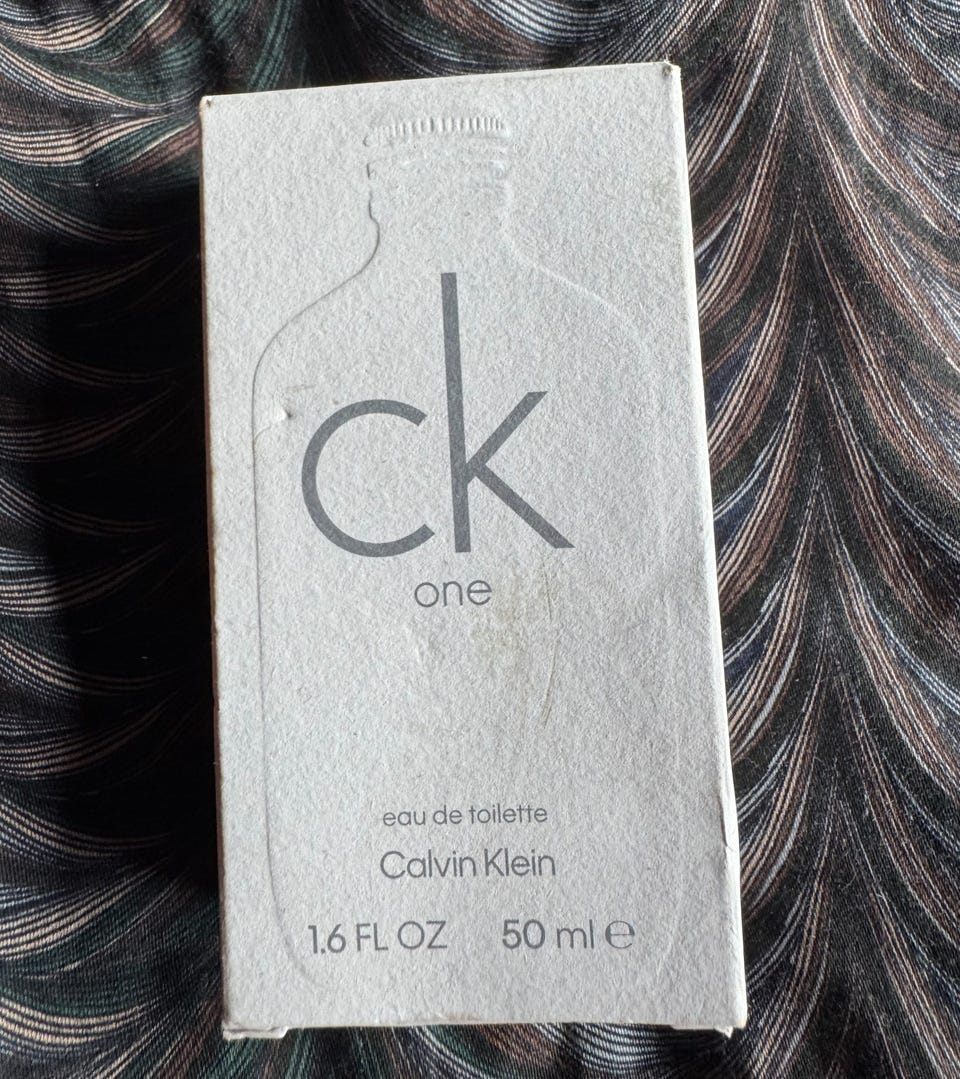 ck
one
eau de toilette
Calvin Klein
1.6 FL OZ 50 ml ℮